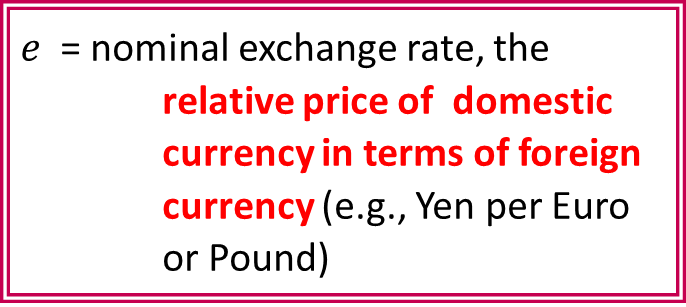 e = nominal exchange rate, the
relative price of domestic
currency in terms of foreign
currency (e.g., Yen per Euro
or Pound)